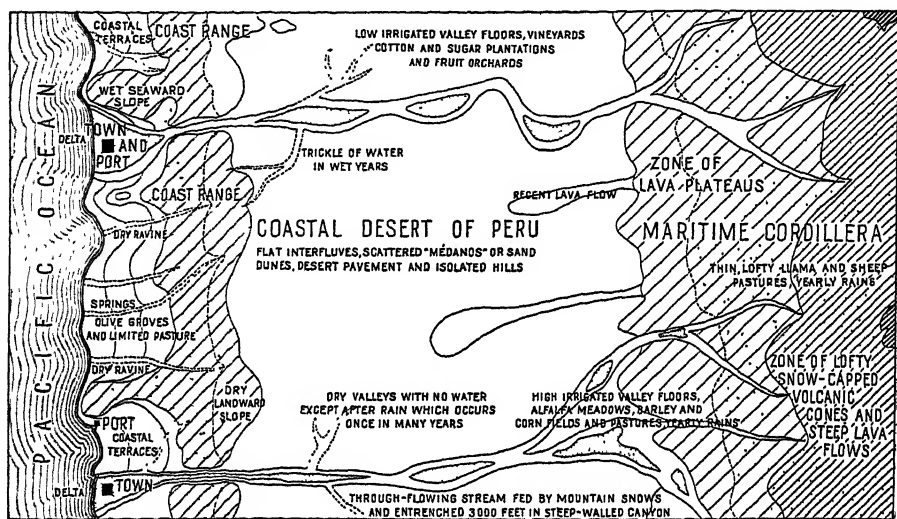 COASTAL
TERRACES
COAST RANGE
LOW IRRIGATED VALLEY FLOORS, VINEYARDS
COTTON AND SUGAR PLANTATIONS
AND FRUIT ORCHARDS
WET SEAWARD
SLOPE
PACIFIC OCEAN
DELTA
TOWN
AND
PORT
TRICKLE OF WATER
IN WET YEARS
ZONE OF
LAVA PLATEAUS
COAST RANGE
RECENT LAVA FLOW
DRY RAVINE
COASTAL DESERT OF PERU
FLAT INTERFLUVES, SCATTERED "MÉDANOS" OR SAND
DUNES, DESERT PAVEMENT AND ISOLATED HILLS
MARITIME CORDILLERA
THIN, LOFTY LLAMA AND SHEEP
PASTURES, YEARLY RAINS
SPRINGS
OLIVE GROVES
AND LIMITED PASTURE
DRY RAVINE
DRY
LANDWARD
SLOPE
DRY VALLEYS WITH NO WATER
EXCEPT AFTER RAIN WHICH OCCURS
ONCE IN MANY YEARS
HIGH IRRIGATED VALLEY FLOORS,
ALFALFA MEADOWS, BARLEY AND
CORN FIELDS AND PASTURES YEARLY RAINS
ZONE OF LOFTY
SNOW-CAPPED
VOLCANIC
CONES AND
STEEP LAVA
FLOWS
PORT
COASTAL
TERRACES
DELTA
TOWN
THROUGH-FLOWING STREAM FED BY MOUNTAIN SNOWS
AND ENTRENCHED 3000 FEET IN STEEP-WALLED CANYON